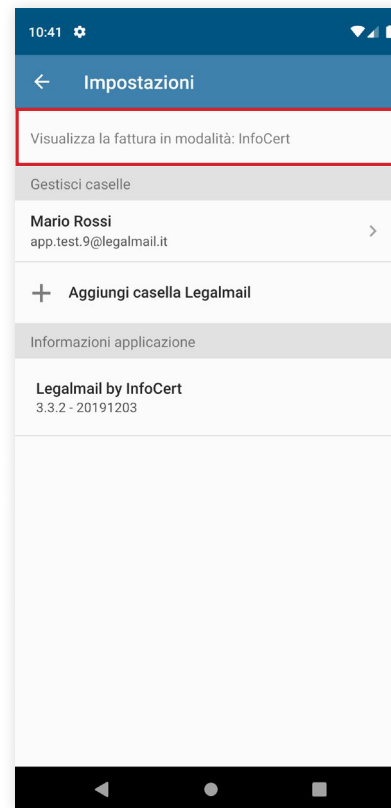 10:41
Impostazioni
Visualizza la fattura in modalità: InfoCert
Gestisci caselle
Mario Rossi
app.test.9@legalmail.it
Aggiungi casella Legalmail
Informazioni applicazione
Legalmail by InfoCert
3.3.2 - 20191203